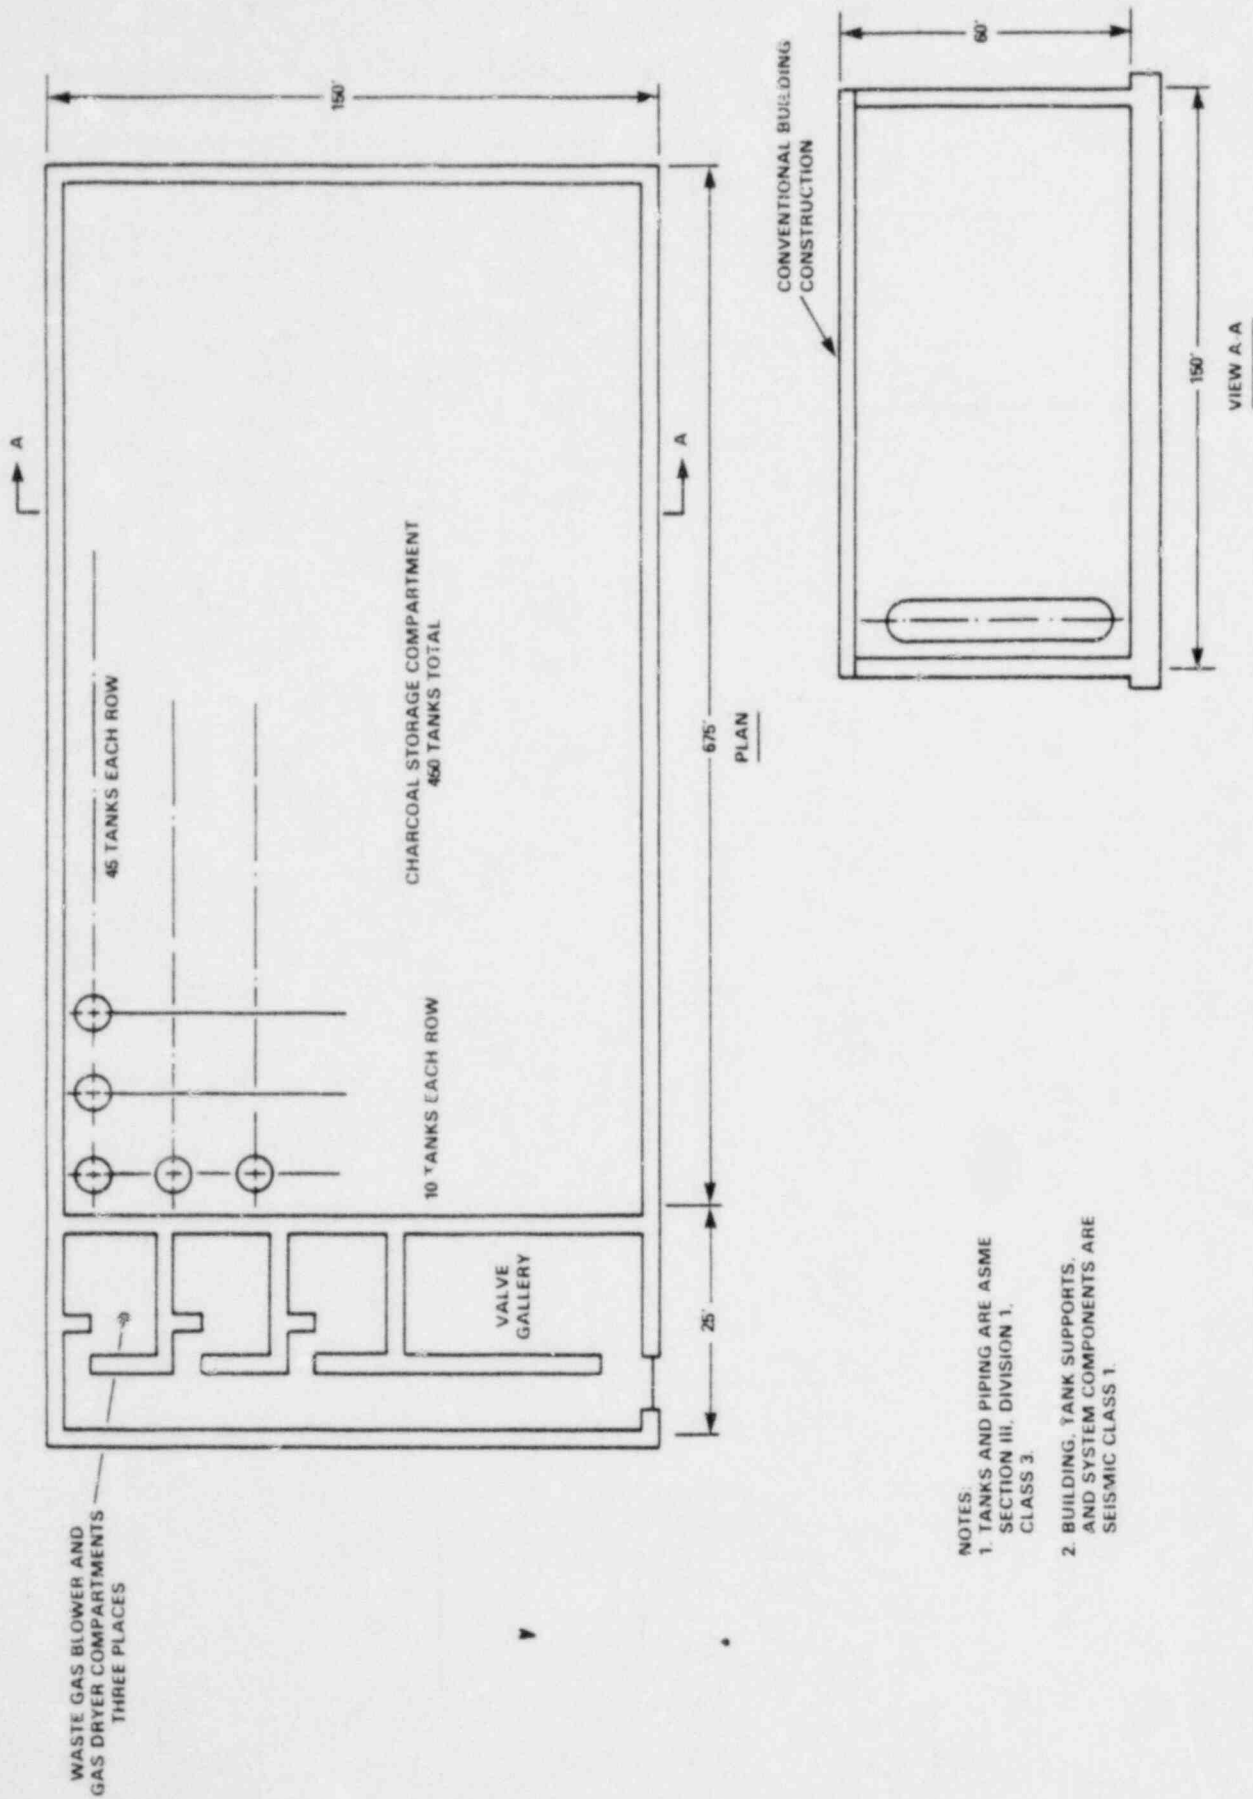 WASTE GAS BLOWER AND
GAS DRYER COMPARTMENTS
THREE PLACES
45 TANKS EACH ROW
A
150'
10 TANKS EACH ROW
CHARCOAL STORAGE COMPARTMENT
460 TANKS TOTAL
VALVE
GALLERY
A
25'
675'
PLAN
CONVENTIONAL BUILDING
CONSTRUCTION
60'
150'
VIEW A-A
NOTES:
1. TANKS AND PIPING ARE ASME
SECTION III, DIVISION 1,
CLASS 3.
2. BUILDING, TANK SUPPORTS,
AND SYSTEM COMPONENTS ARE
SEISMIC CLASS 1.